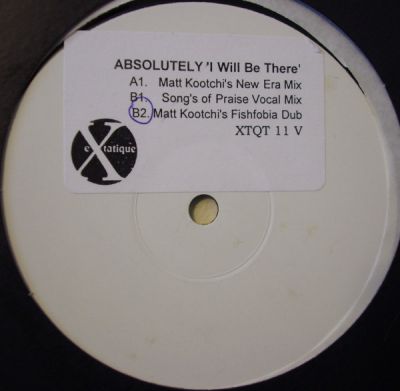 ABSOLUTELY 'I Will Be There'
A1. Matt Kootchi's New Era Mix
B1. Song's of Praise Vocal Mix
B2. Matt Kootchi's Fishfobia Dub
XTQT 11 V
eXtatique